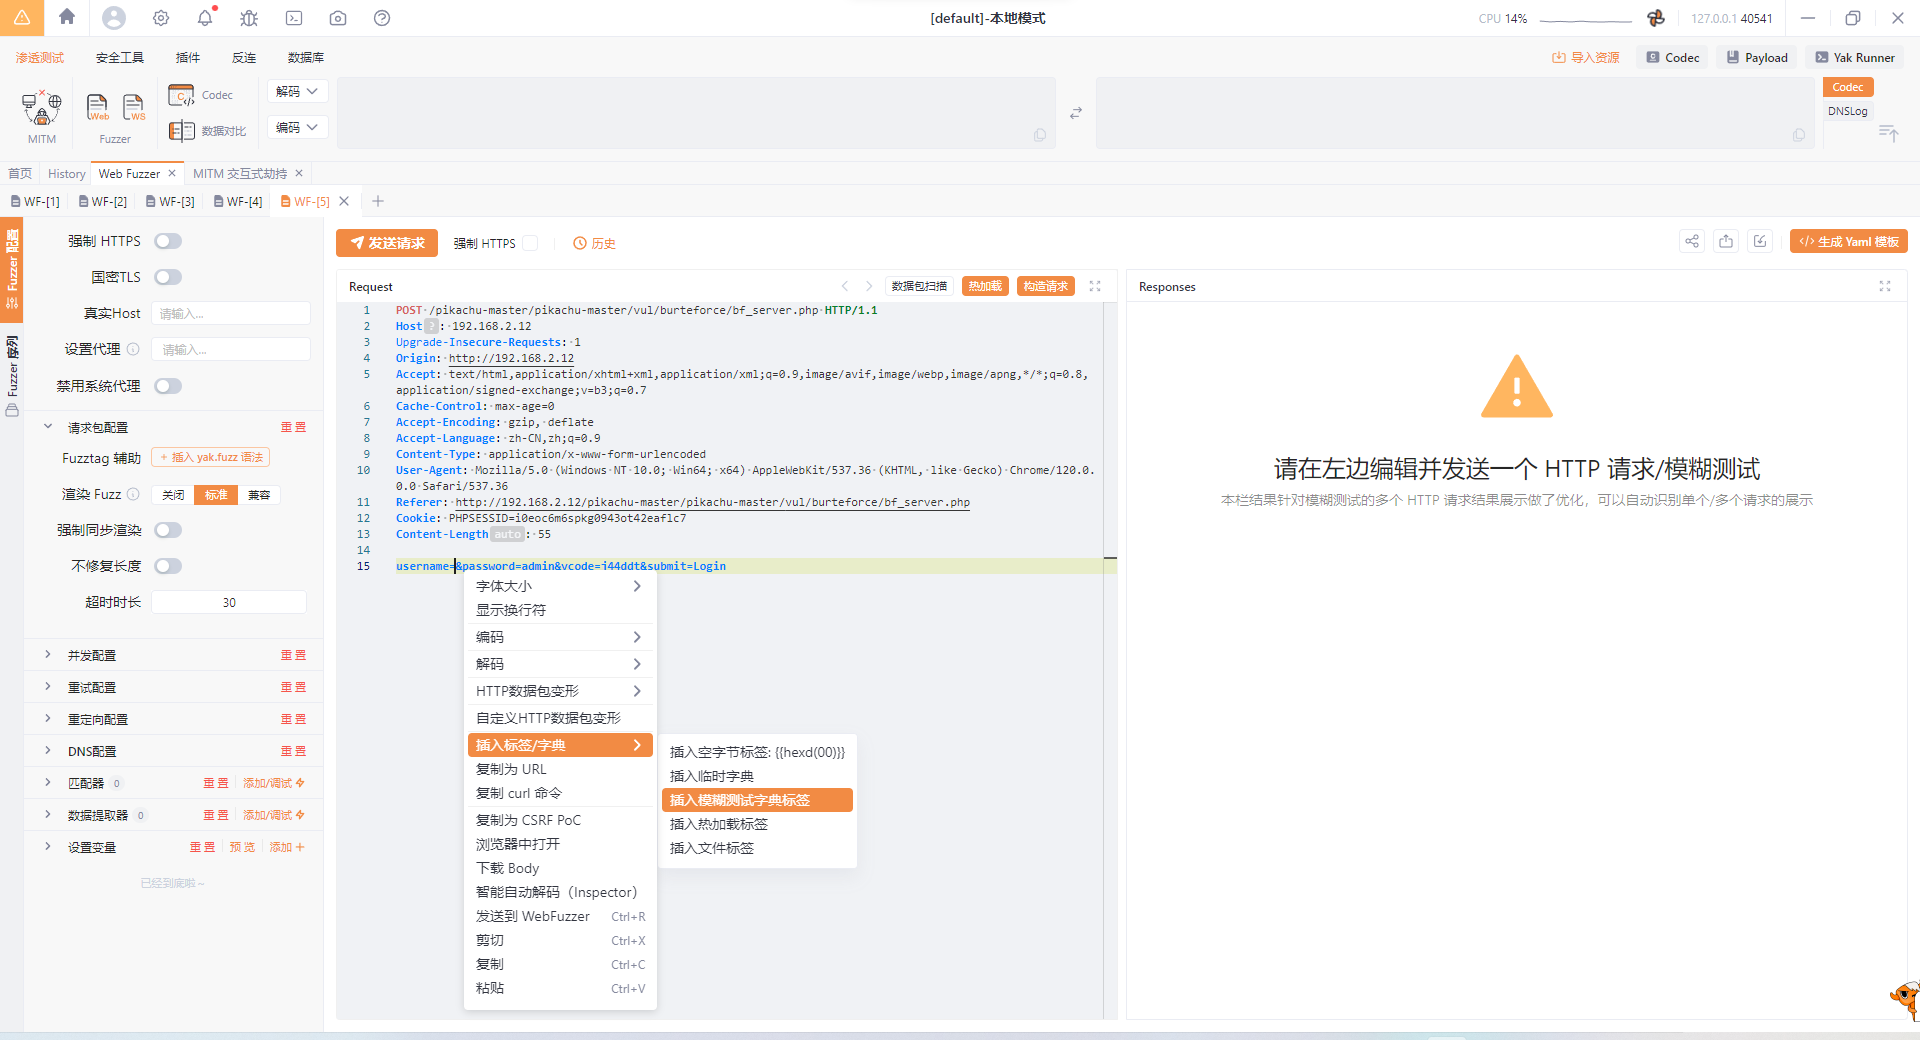 [default]-本地模式
CPU 14%
127.0.0.1 40541
渗透测试
安全工具
插件
反连
数据库
导入资源
Codec
Payload
Yak Runner
MITM
Web
WS
Fuzzer
Codec
数据对比
解码
编码
Codec
DNSLog
首页
History
Web Fuzzer
MITM 交互式劫持
WF-[1]
WF-[2]
WF-[3]
WF-[4]
WF-[5]
Fuzzer 配置
Fuzzer 序列
强制 HTTPS
国密TLS
真实Host 请输入...
设置代理 请输入...
禁用系统代理
请求包配置 重 置
Fuzztag 辅助 + 插入 yak.fuzz 语法
渲染 Fuzz 关闭 标准 兼容
强制同步渲染
不修复长度
超时时长 30
并发配置 重 置
重试配置 重 置
重定向配置 重 置
DNS配置 重 置
匹配器 0 重 置 添加/调试
数据提取器 0 重 置 添加/调试
设置变量 重 置 预 览 添加 +
已经到底啦~
发送请求
强制 HTTPS
历史
</> 生成 Yaml 模板
Request
数据包扫描
热加载
构造请求
1 POST /pikachu-master/pikachu-master/vul/burteforce/bf_server.php HTTP/1.1
2 Host ? : 192.168.2.12
3 Upgrade-Insecure-Requests: 1
4 Origin: http://192.168.2.12
5 Accept: text/html,application/xhtml+xml,application/xml;q=0.9,image/avif,image/webp,image/apng,*/*;q=0.8,
application/signed-exchange;v=b3;q=0.7
6 Cache-Control: max-age=0
7 Accept-Encoding: gzip, deflate
8 Accept-Language: zh-CN,zh;q=0.9
9 Content-Type: application/x-www-form-urlencoded
10 User-Agent: Mozilla/5.0 (Windows NT 10.0; Win64; x64) AppleWebKit/537.36 (KHTML, like Gecko) Chrome/120.0.
0.0 Safari/537.36
11 Referer: http://192.168.2.12/pikachu-master/pikachu-master/vul/burteforce/bf_server.php
12 Cookie: PHPSESSID=i0eoc6m6spkg0943ot42eaflc7
13 Content-Length auto : 55
14
15 username=&password=admin&vcode=i44ddt&submit=Login
字体大小
显示换行符
编码
解码
HTTP数据包变形
自定义HTTP数据包变形
插入标签/字典
复制为 URL
复制 curl 命令
复制为 CSRF PoC
浏览器中打开
下载 Body
智能自动解码（Inspector）
发送到 WebFuzzer Ctrl+R
剪切 Ctrl+X
复制 Ctrl+C
粘贴 Ctrl+V
插入空字节标签: {{hexd(00)}}
插入临时字典
插入模糊测试字典标签
插入热加载标签
插入文件标签
Responses
请在左边编辑并发送一个 HTTP 请求/模糊测试
本栏结果针对模糊测试的多个 HTTP 请求结果展示做了优化，可以自动识别单个/多个请求的展示